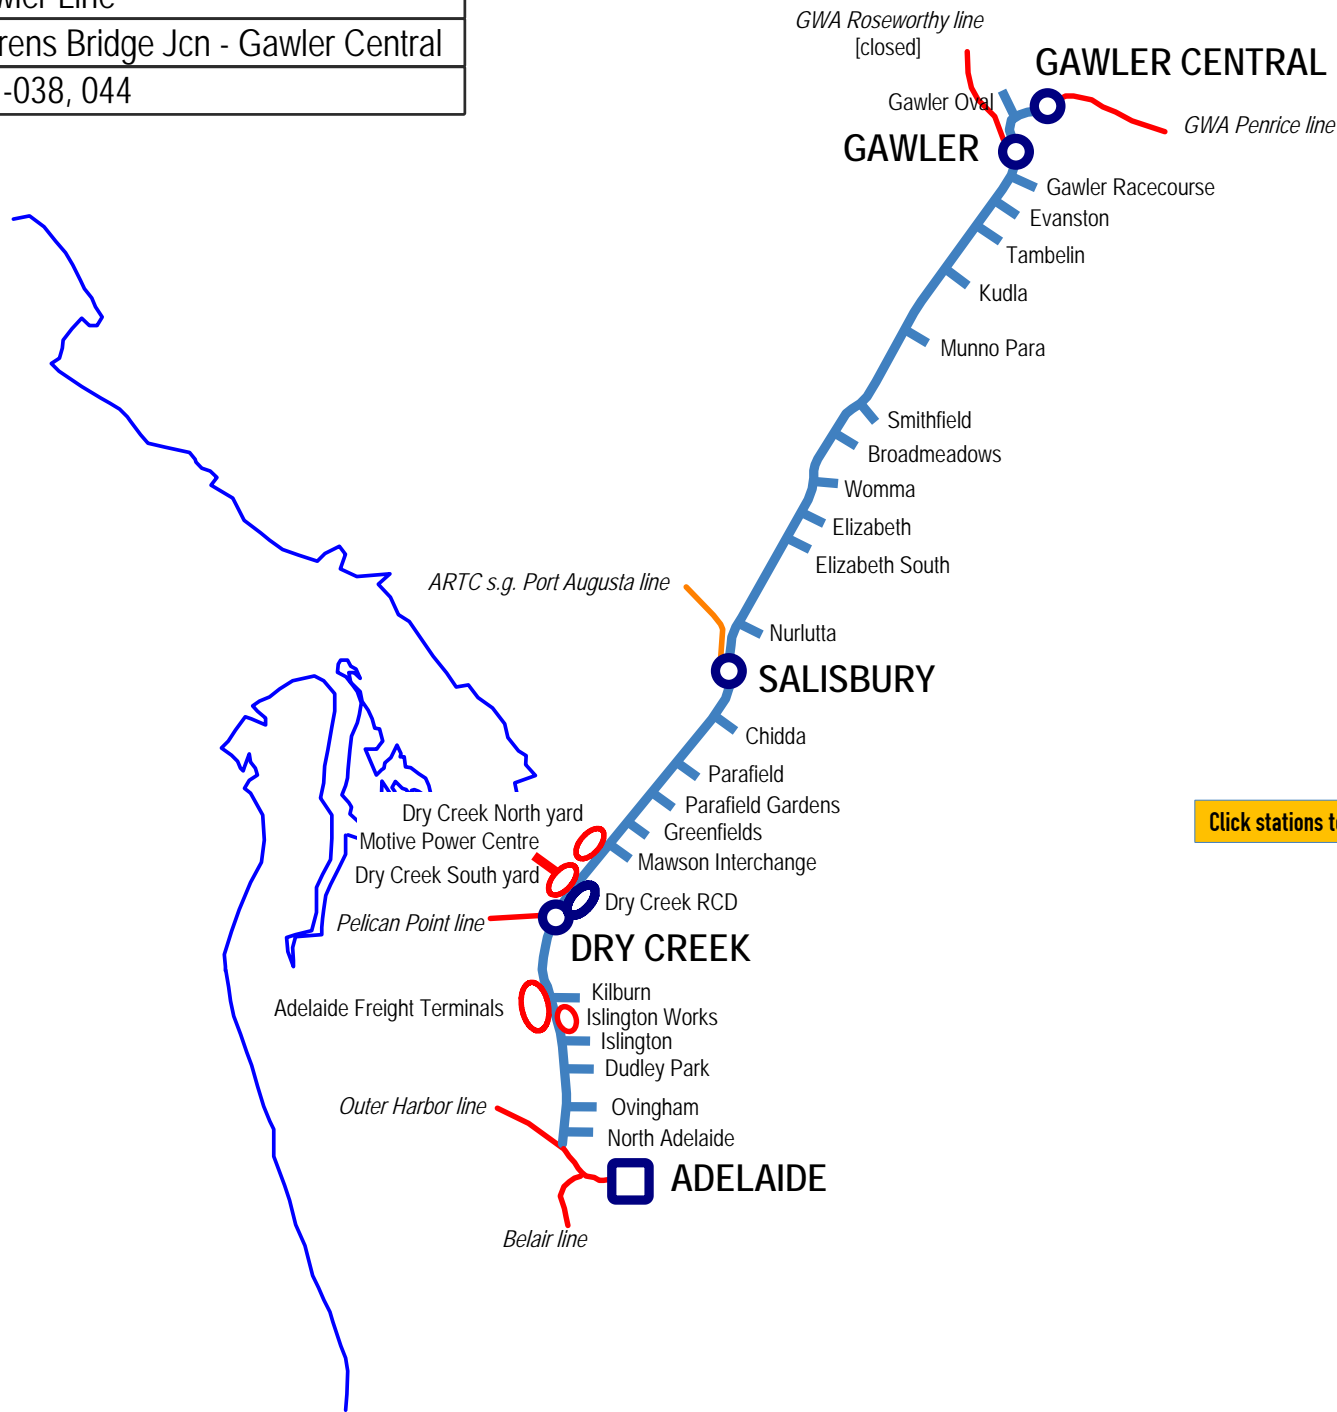 Line
Bridge Jcn - Gawler Central
-038, 044
GWA Roseworthy line
[closed]
GAWLER CENTRAL
Gawler Oval
GWA Penrice line
GAWLER
Gawler Racecourse
Evanston
Tambelin
Kudla
Munno Para
Smithfield
Broadmeadows
Womma
Elizabeth
Elizabeth South
ARTC s.g. Port Augusta line
Nurlutta
SALISBURY
Chidda
Parafield
Dry Creek North yard
Parafield Gardens
Click stations
Greenfields
Motive Power Centre
Mawson Interchange
Dry Creek South yard
Dry Creek RCD
Pelican Point line
DRY CREEK
Kilburn
Adelaide Freight Terminals
Islington Works
Islington
Dudley Park
Outer Harbor line
Ovingham
North Adelaide
ADELAIDE
Belair line